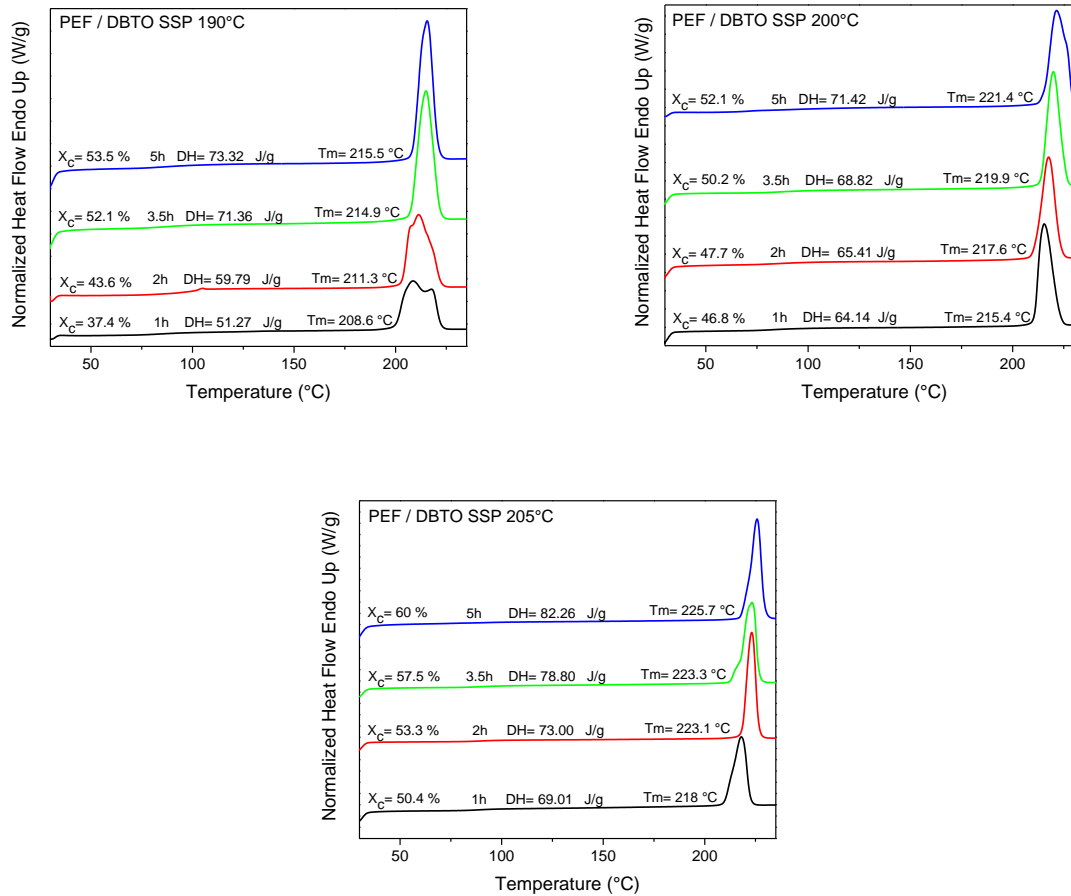 PEF / DBTO SSP 190°C
Normalized Heat Flow Endo Up (W/g)
Xc= 53.5 % 5h DH= 73.32 J/g Tm= 215.5 °C
Xc= 52.1 % 3.5h DH= 71.36 J/g Tm= 214.9 °C
Xc= 43.6 % 2h DH= 59.79 J/g Tm= 211.3 °C
Xc= 37.4 % 1h DH= 51.27 J/g Tm= 208.6 °C
50 100 150 200
Temperature (°C)
PEF / DBTO SSP 200°C
Normalized Heat Flow Endo Up (W/g)
Xc= 52.1 % 5h DH= 71.42 J/g Tm= 221.4 °C
Xc= 50.2 % 3.5h DH= 68.82 J/g Tm= 219.9 °C
Xc= 47.7 % 2h DH= 65.41 J/g Tm= 217.6 °C
Xc= 46.8 % 1h DH= 64.14 J/g Tm= 215.4 °C
50 100 150 200
Temperature (°C)
PEF / DBTO SSP 205°C
Normalized Heat Flow Endo Up (W/g)
Xc= 60 % 5h DH= 82.26 J/g Tm= 225.7 °C
Xc= 57.5 % 3.5h DH= 78.80 J/g Tm= 223.3 °C
Xc= 53.3 % 2h DH= 73.00 J/g Tm= 223.1 °C
Xc= 50.4 % 1h DH= 69.01 J/g Tm= 218 °C
50 100 150 200
Temperature (°C)